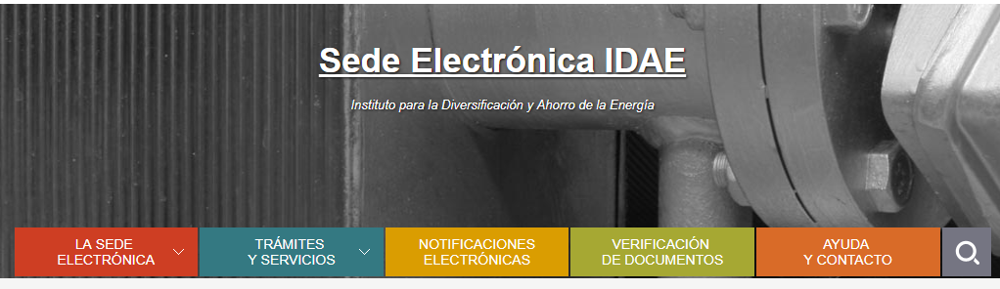 Sede Electrónica IDAE
Instituto para la Diversificación y Ahorro de la Energía
LA SEDE
ELECTRÓNICA
TRÁMITES
Y SERVICIOS
NOTIFICACIONES
ELECTRÓNICAS
VERIFICACIÓN
DE DOCUMENTOS
AYUDA
Y CONTACTO